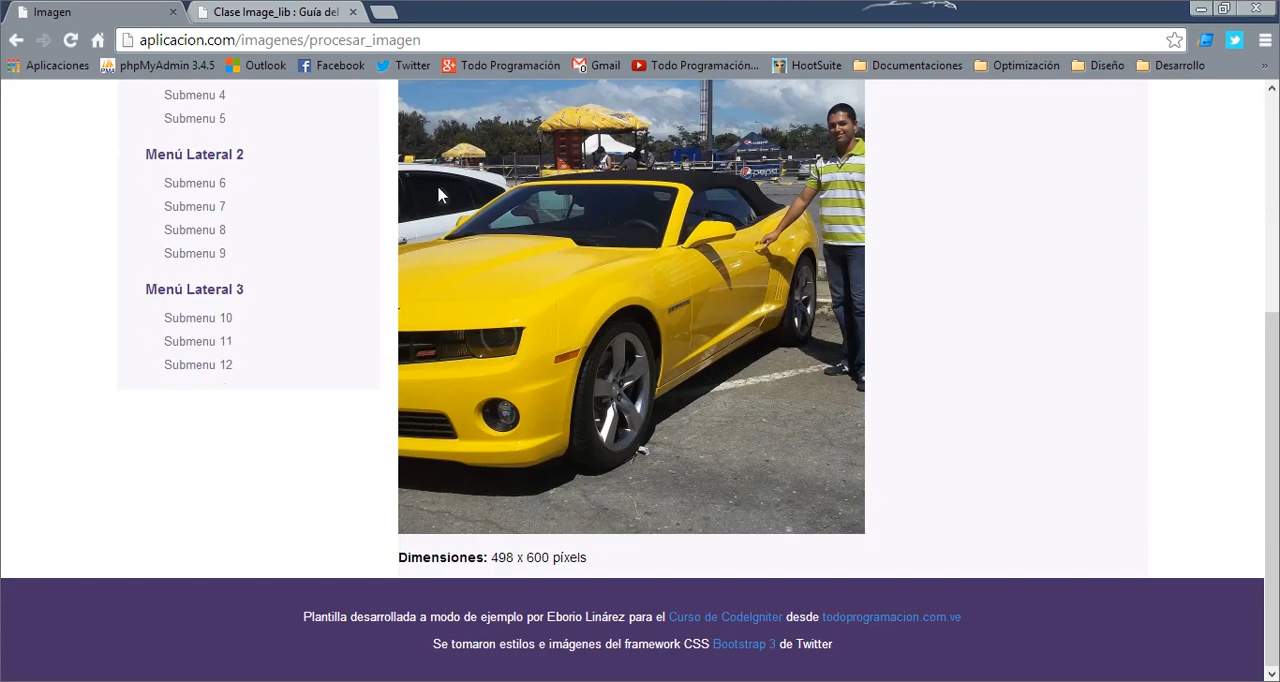 Imagen
Clase Image_lib : Guía del
aplicacion.com/imagenes/procesar_imagen
Aplicaciones phpMyAdmin 3.4.5 Outlook Facebook Twitter Todo Programación Gmail Todo Programación... HootSuite Documentaciones Optimización Diseño Desarrollo »
Submenu 4
Submenu 5
Menú Lateral 2
Submenu 6
Submenu 7
Submenu 8
Submenu 9
Menú Lateral 3
Submenu 10
Submenu 11
Submenu 12
pepsi
Dimensiones: 498 x 600 píxels
Plantilla desarrollada a modo de ejemplo por Eborio Linárez para el Curso de CodeIgniter desde todoprogramacion.com.ve
Se tomaron estilos e imágenes del framework CSS Bootstrap 3 de Twitter